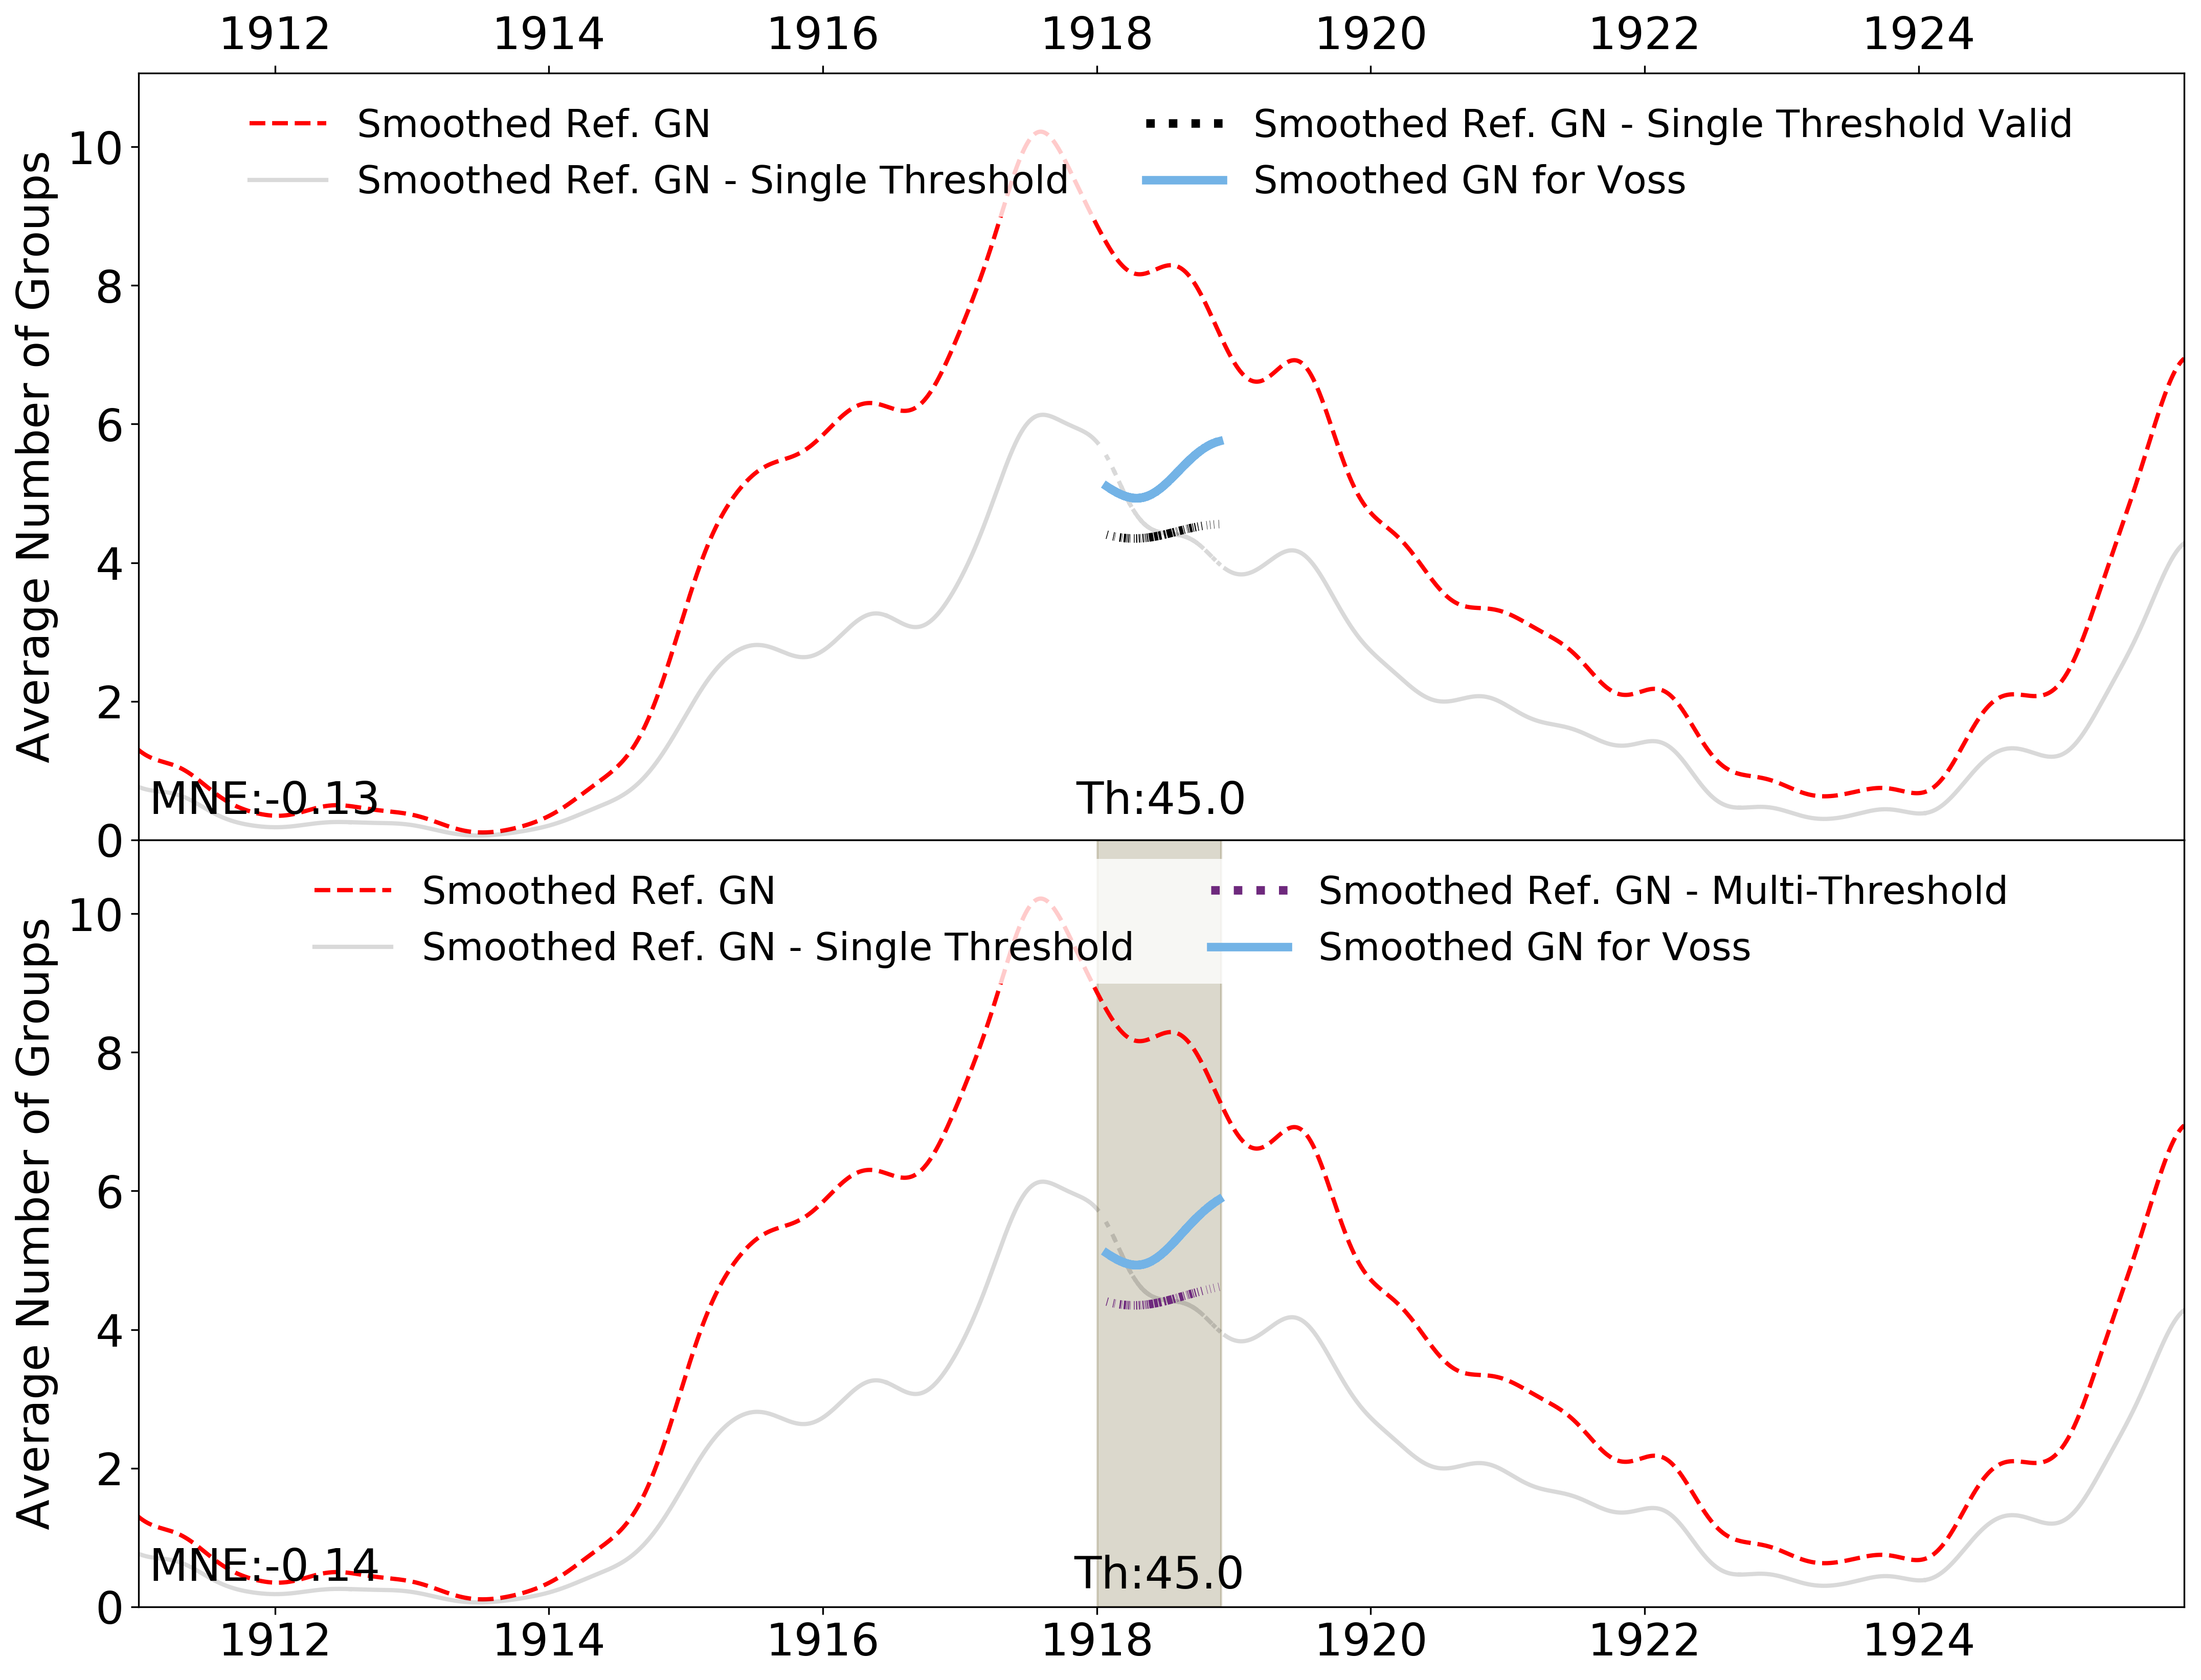 1912 1914 1916 1918 1920 1922 1924
Average Number of Groups
10
8
6
4
2
0
Smoothed Ref. GN
Smoothed Ref. GN - Single Threshold
Smoothed Ref. GN - Single Threshold Valid
Smoothed GN for Voss
MNE:-0.13
Th:45.0
Average Number of Groups
10
8
6
4
2
0
Smoothed Ref. GN
Smoothed Ref. GN - Single Threshold
Smoothed Ref. GN - Multi-Threshold
Smoothed GN for Voss
MNE:-0.14
Th:45.0
1912 1914 1916 1918 1920 1922 1924